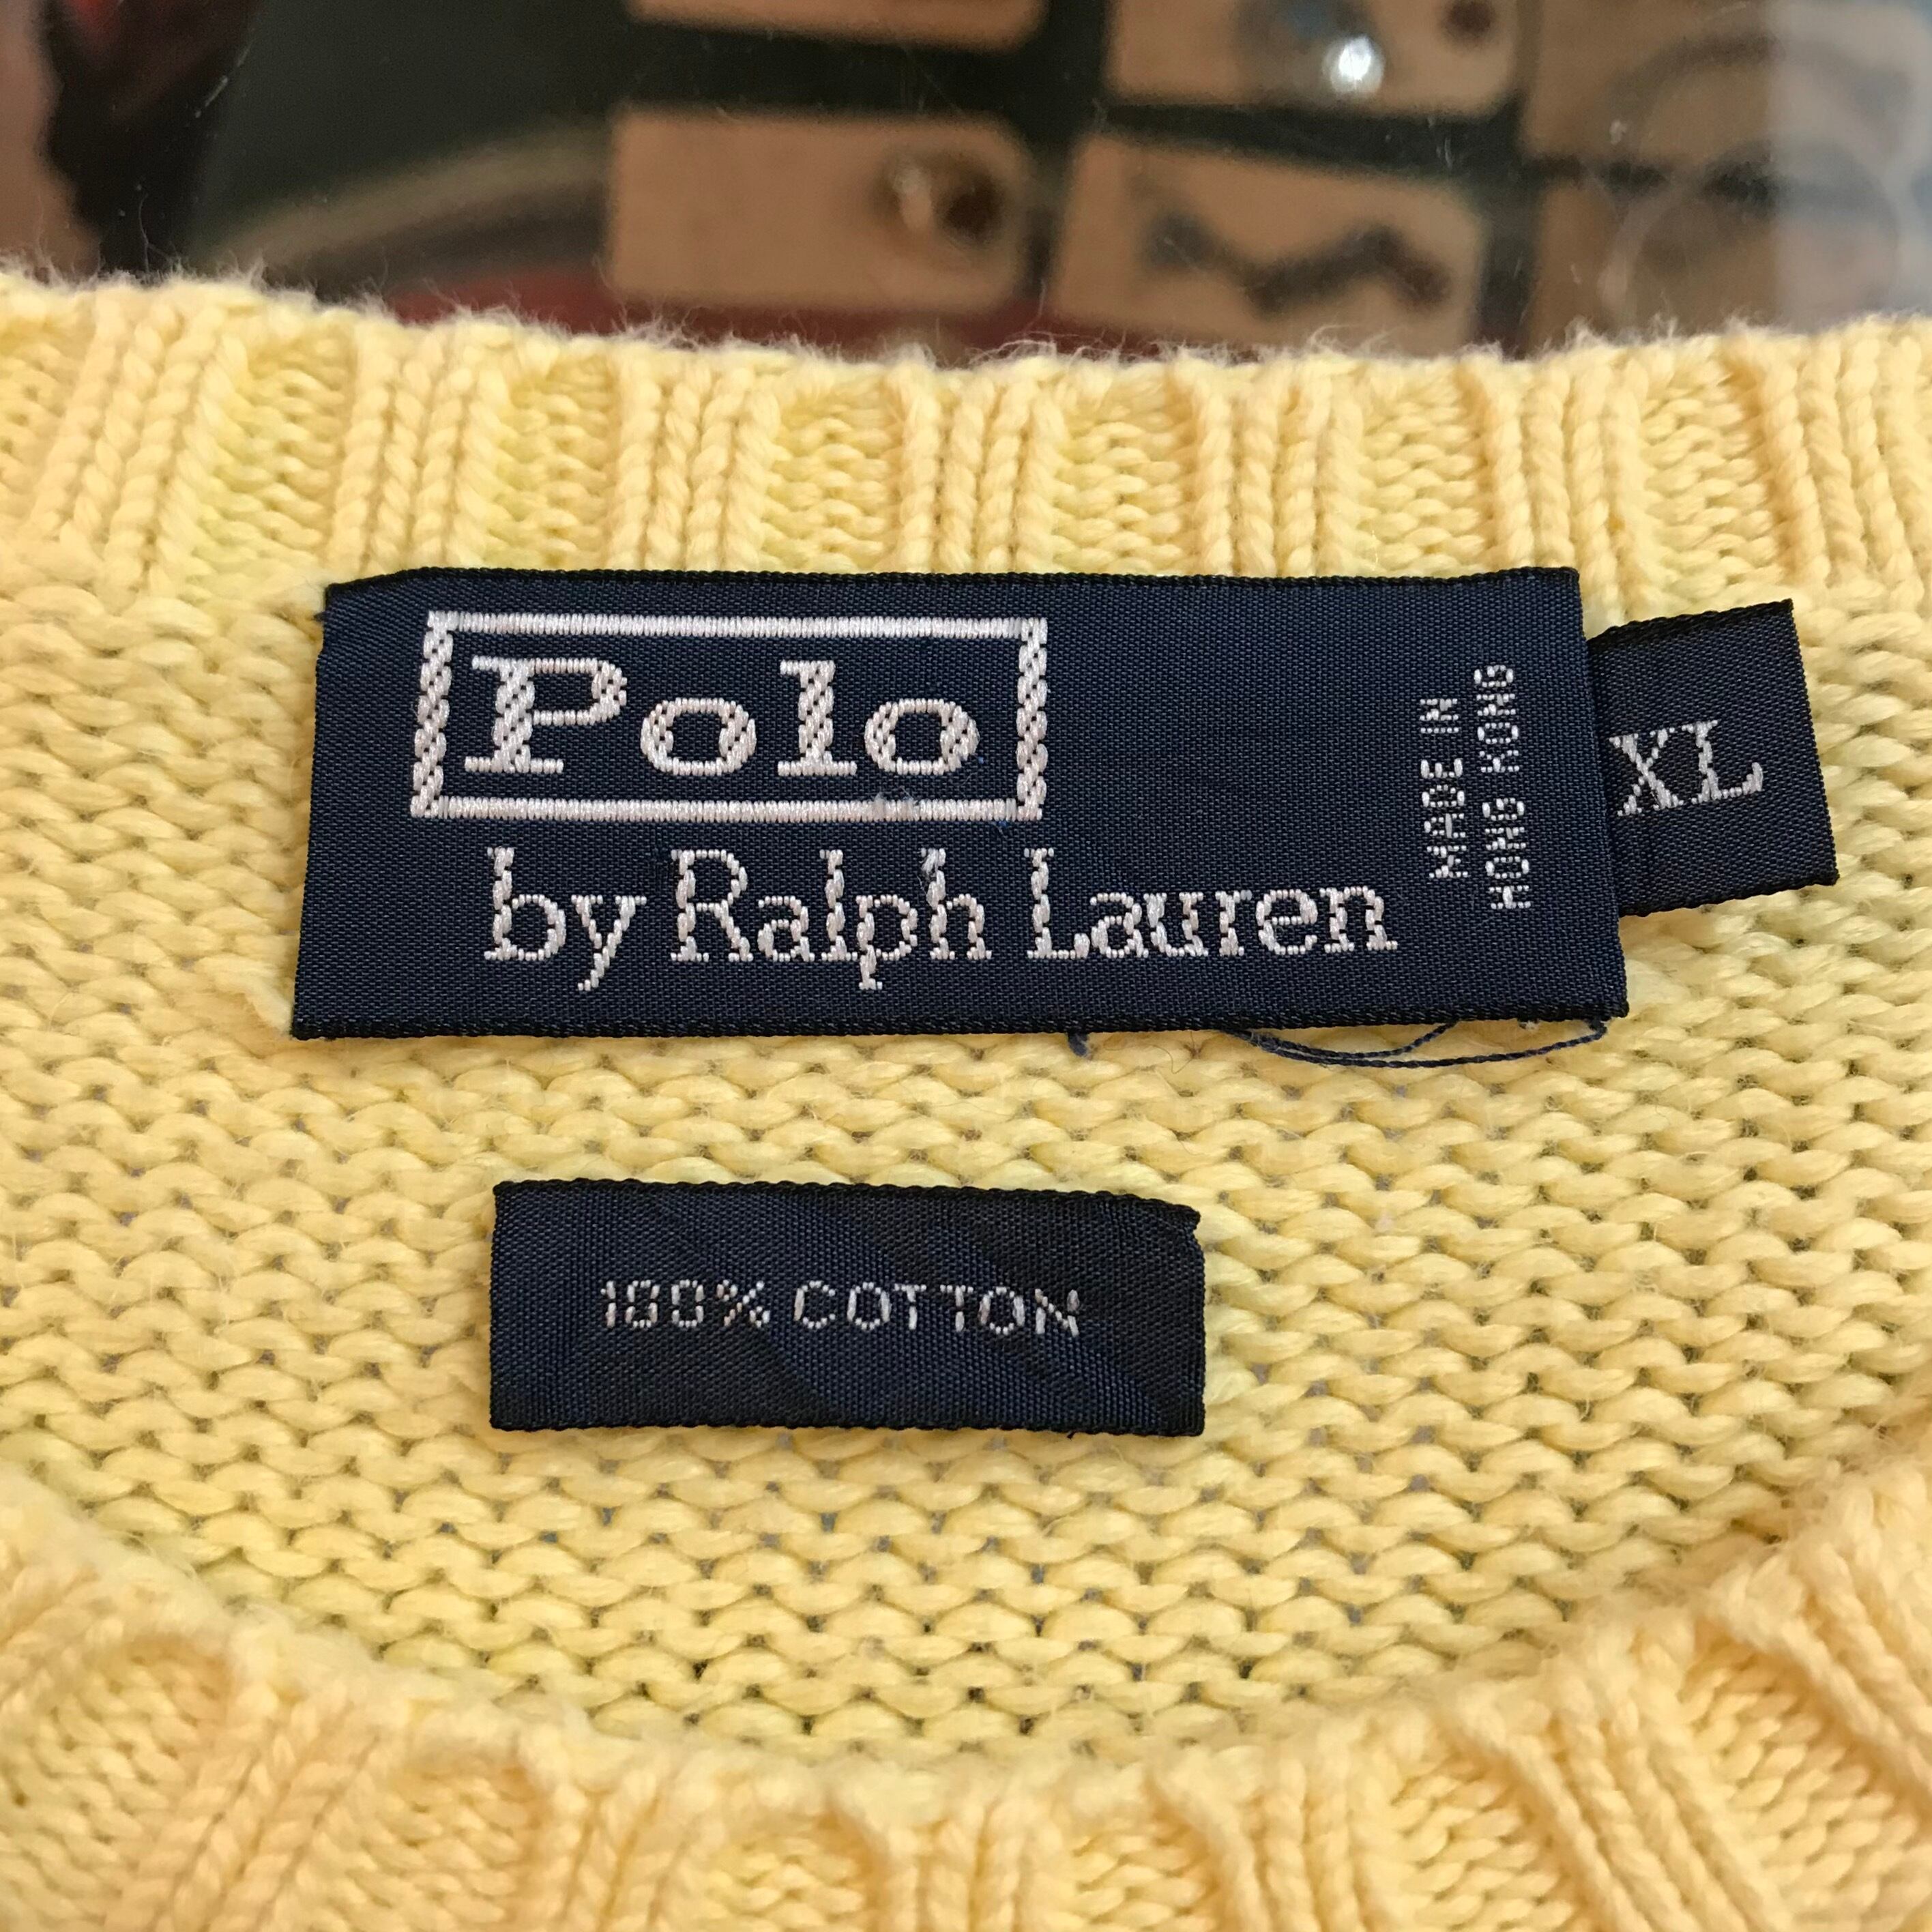 Polo
by Ralph Lauren
MADE IN
HONG KONG
XL
100% COTTON